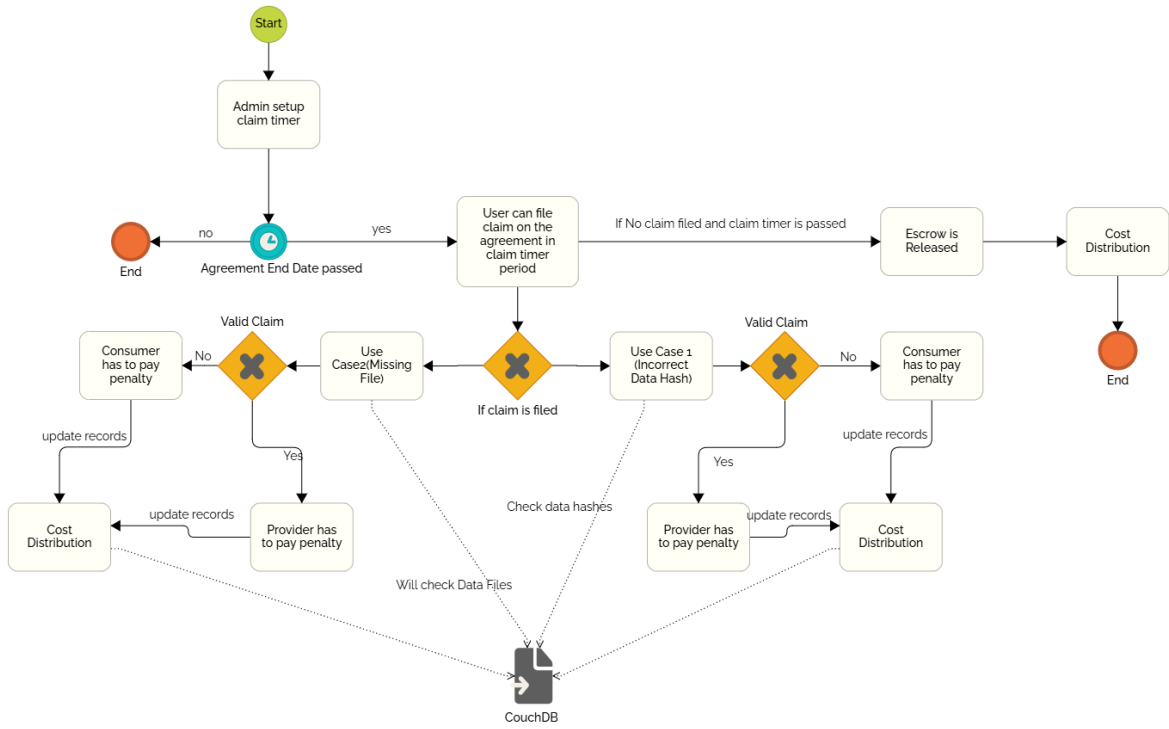 Start
Admin setup
claim timer
no
yes
End
Agreement End Date passed
User can file
claim on the
agreement in
claim timer
period
If No claim filed and claim timer is passed
Escrow is
Released
Cost
Distribution
End
Consumer
has to pay
penalty
No
Valid Claim
Use
Case2(Missing
File)
If claim is filed
Use Case 1
(Incorrect
Data Hash)
Valid Claim
No
Consumer
has to pay
penalty
update records
Yes
Yes
update records
Cost
Distribution
update records
Provider has
to pay penalty
Check data hashes
Provider has
to pay penalty
update records
Cost
Distribution
Will check Data Files
CouchDB